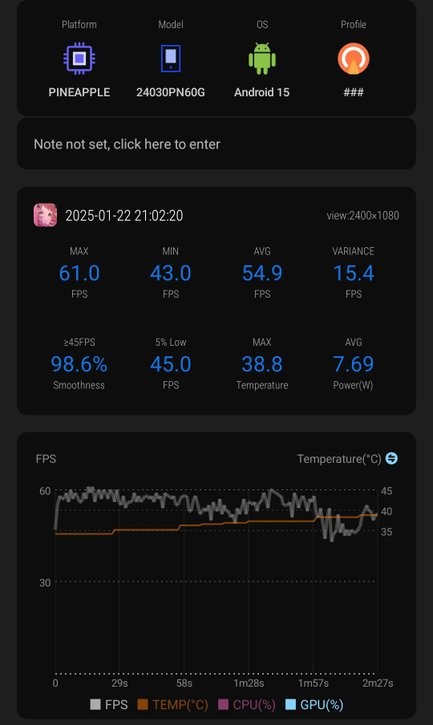 Platform Model OS Profile
PINEAPPLE 24030PN60G Android 15 ###
Note not set, click here to enter
2025-01-22 21:02:20 view:2400×1080
MAX MIN AVG VARIANCE
61.0 43.0 54.9 15.4
FPS FPS FPS FPS
≥45FPS 5% Low MAX AVG
98.6% 45.0 38.8 7.69
Smoothness FPS Temperature Power(W)
FPS Temperature(°C)
60 45
40
35
30
0 29s 58s 1m28s 1m57s 2m27s
FPS TEMP(°C) CPU(%) GPU(%)